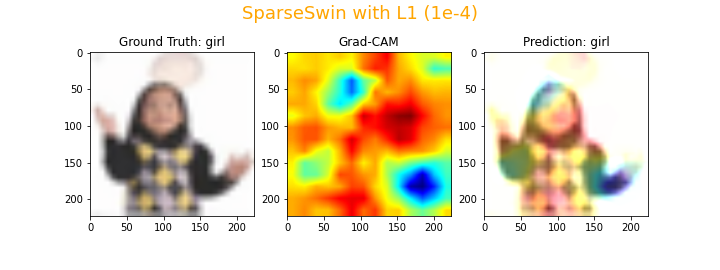 SparseSwin with L1 (1e-4)
Ground Truth: girl Grad-CAM Prediction: girl
0 0 0
50 50 50
100 100 100
150 150 150
200 200 200
0 50 100 150 200 0 50 100 150 200 0 50 100 150 200